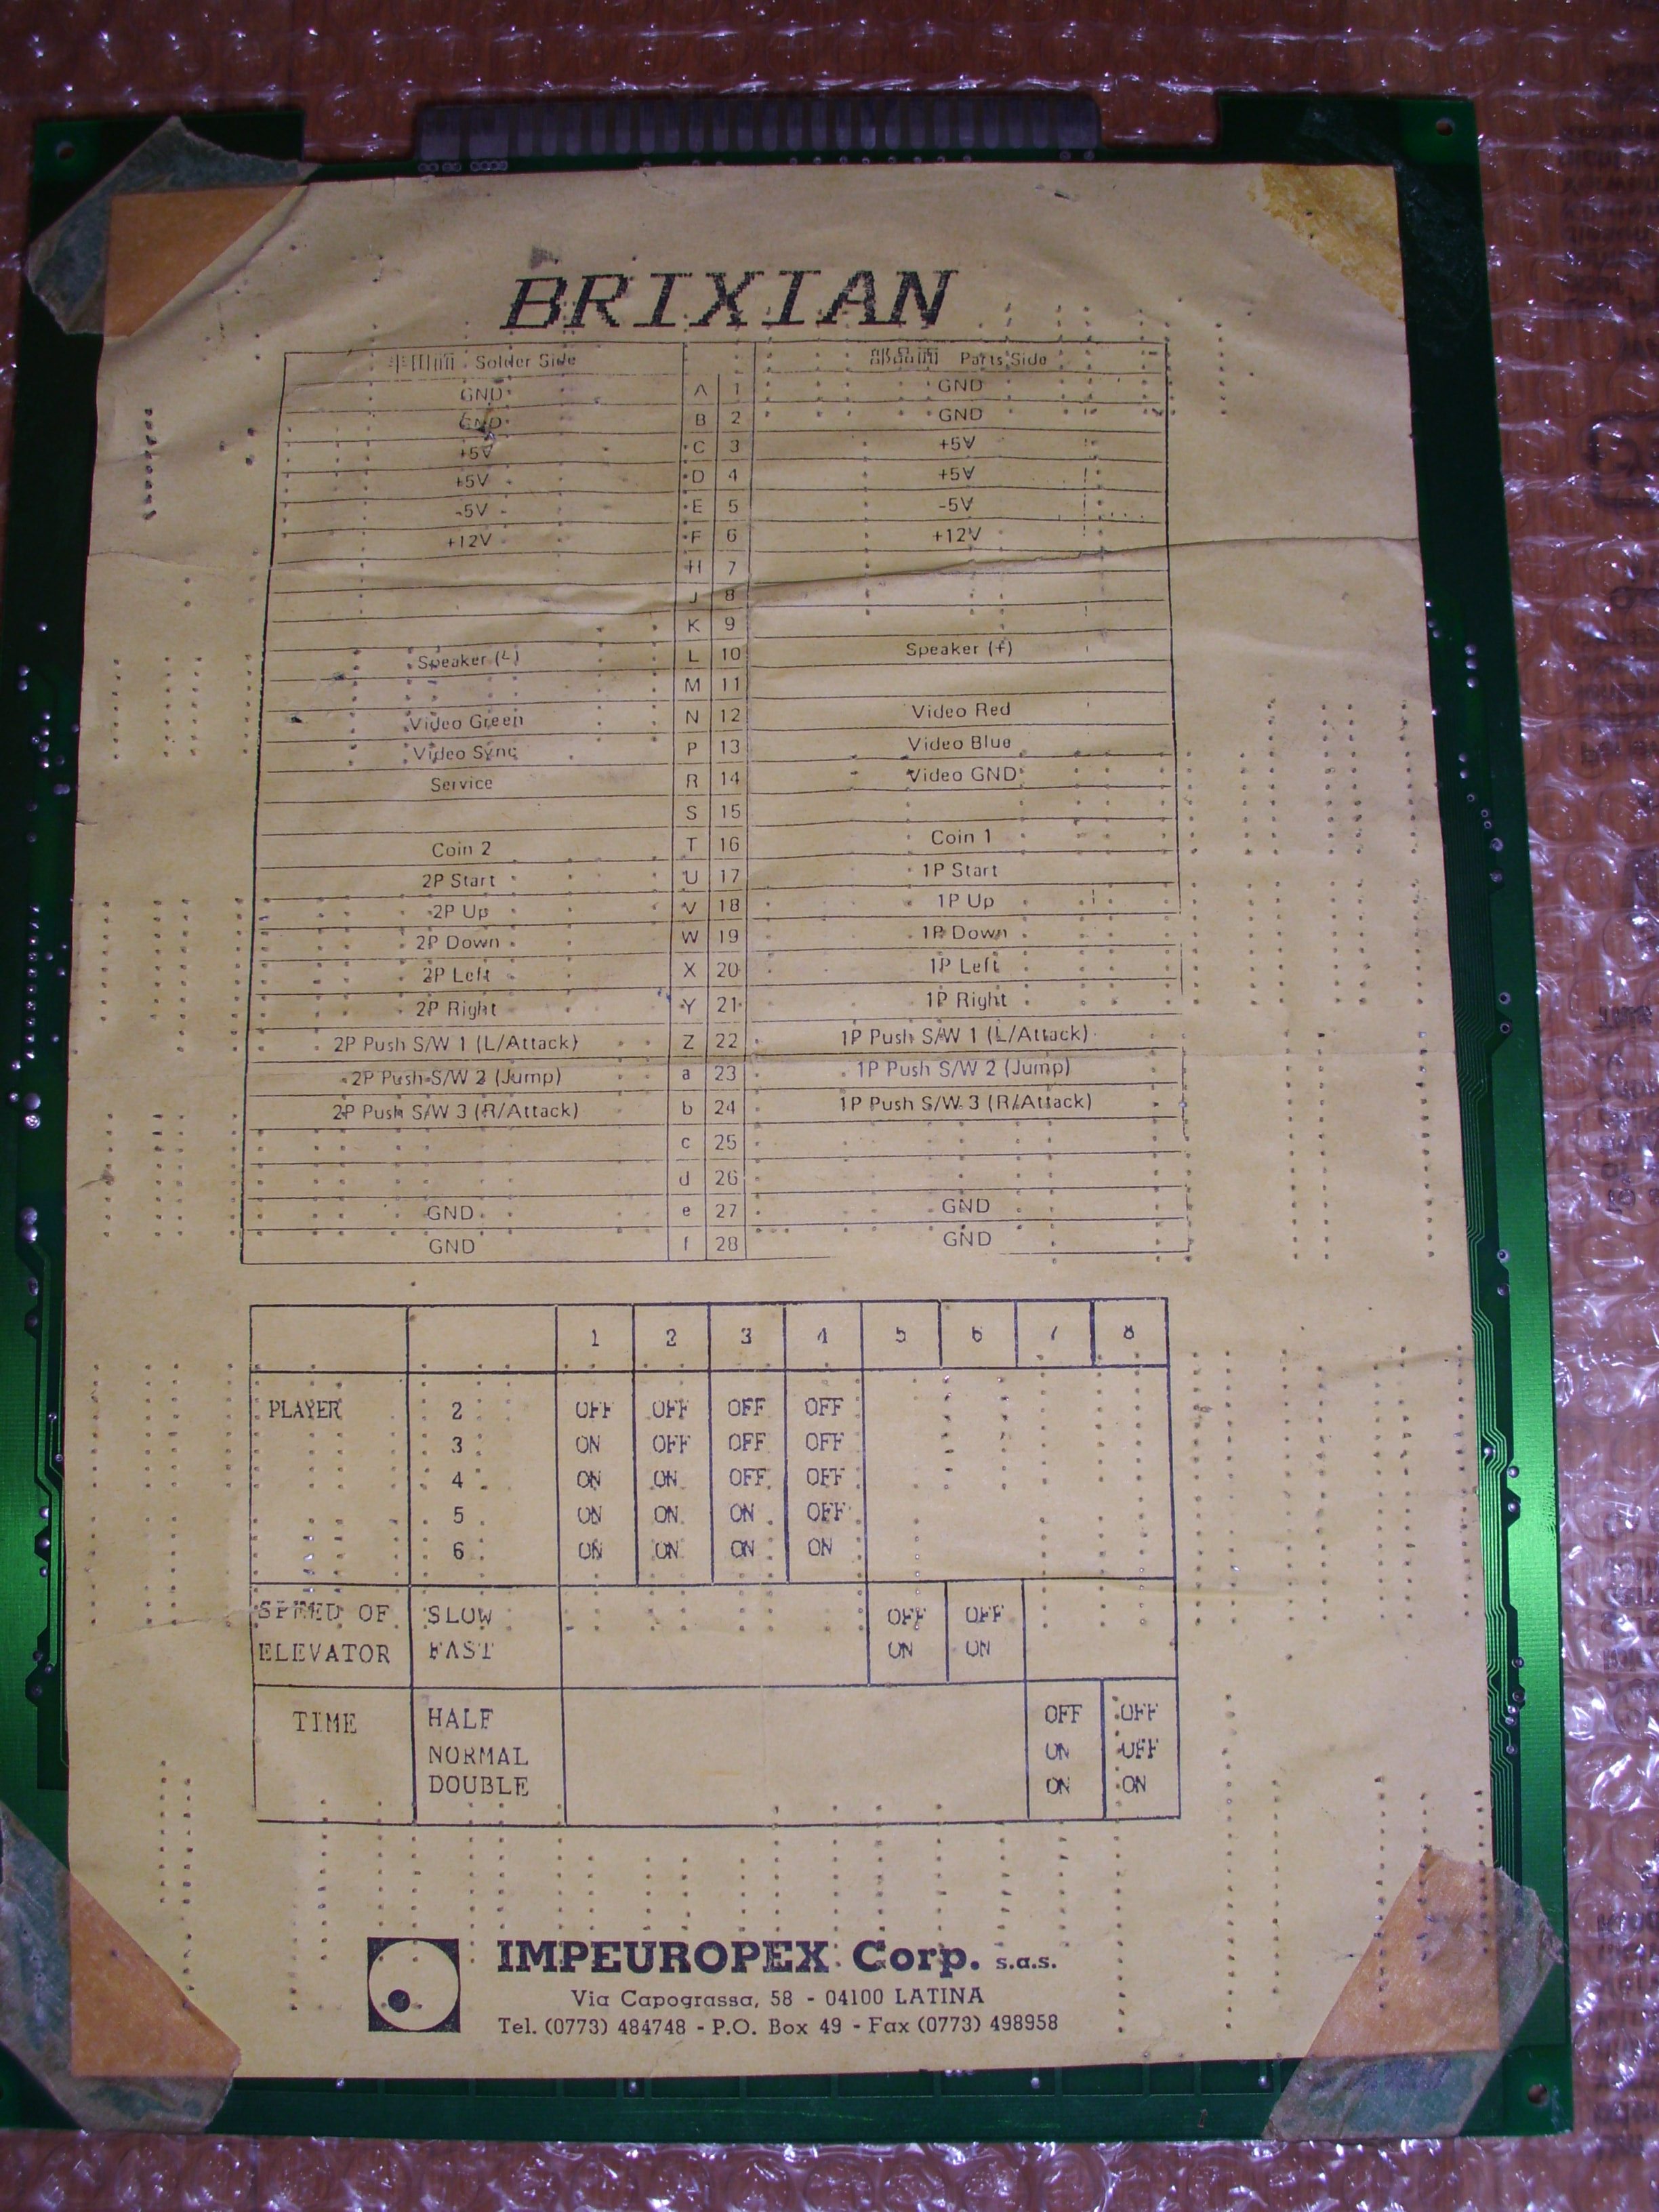 BRIXIAN
半田面 Solder Side 部品面 Parts Side
GND A 1 GND
GND B 2 GND
+5V C 3 +5V
+5V D 4 +5V
-5V E 5 -5V
+12V F 6 +12V
H 7
J 8
K 9
Speaker (-) L 10 Speaker (+)
M 11
Video Green N 12 Video Red
Video Sync P 13 Video Blue
Service R 14 Video GND
S 15
Coin 2 T 16 Coin 1
2P Start U 17 1P Start
2P Up V 18 1P Up
2P Down W 19 1P Down
2P Left X 20 1P Left
2P Right Y 21 1P Right
2P Push S/W 1 (L/Attack) Z 22 1P Push S/W 1 (L/Attack)
2P Push S/W 2 (Jump) a 23 1P Push S/W 2 (Jump)
2P Push S/W 3 (R/Attack) b 24 1P Push S/W 3 (R/Attack)
c 25
d 26
GND e 27 GND
GND f 28 GND
1 2 3 4 5 6 7 8
PLAYER 2 OFF OFF OFF OFF
3 ON OFF OFF OFF
4 ON ON OFF OFF
5 ON ON ON OFF
6 ON ON ON ON
SPEED OF SLOW OFF OFF
ELEVATOR FAST ON ON
TIME HALF OFF OFF
NORMAL ON OFF
DOUBLE ON ON
IMPEUROPEX Corp. s.a.s.
Via Capograssa, 58 - 04100 LATINA
Tel. (0773) 484748 - P.O. Box 49 - Fax (0773) 498958